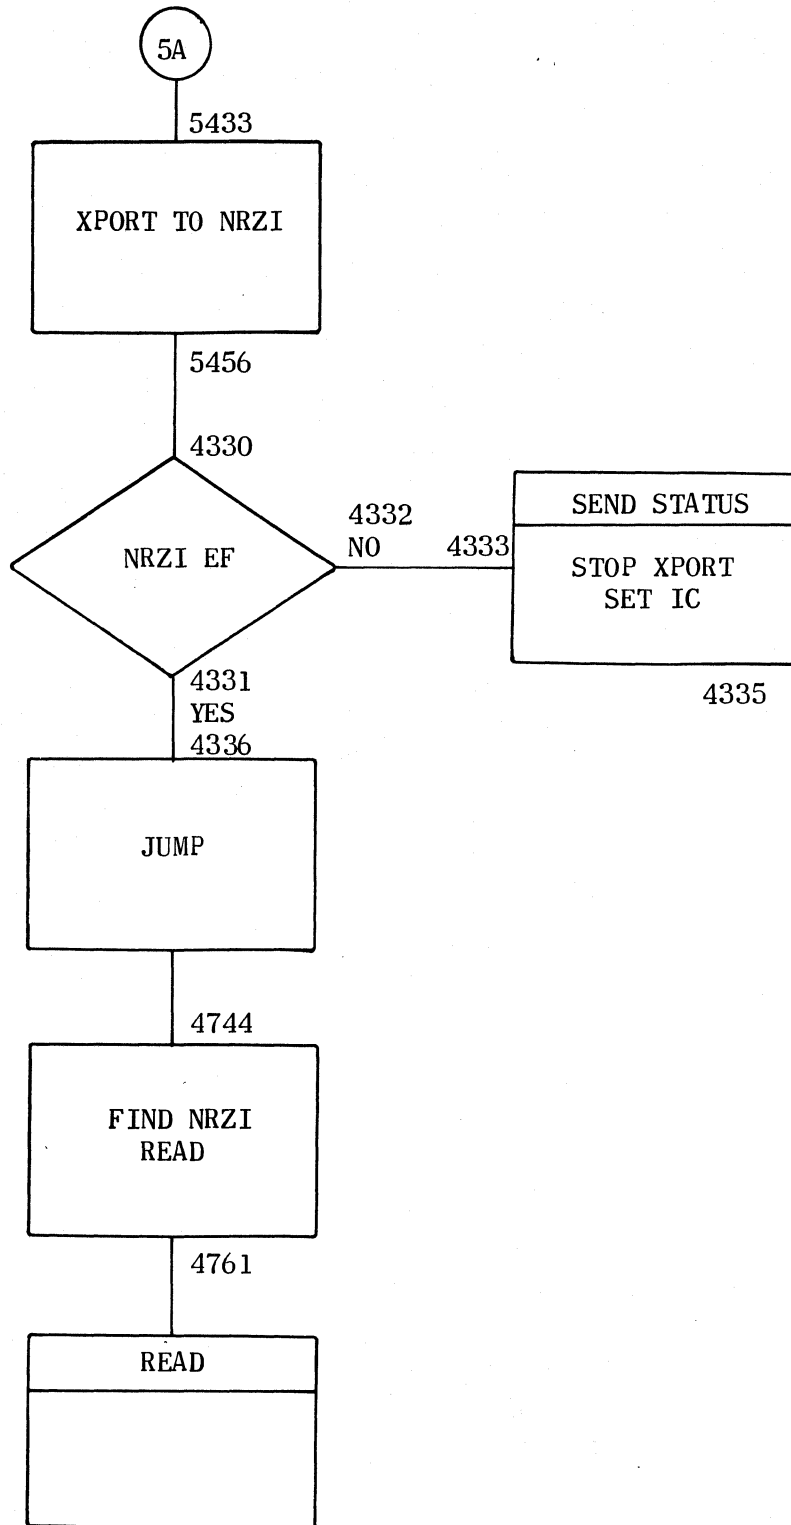 5A
5433
XPORT TO NRZI
5456
4330
NRZI EF
4332
NO 4333
SEND STATUS
STOP XPORT
SET IC
4335
4331
YES
4336
JUMP
4744
FIND NRZI
READ
4761
READ